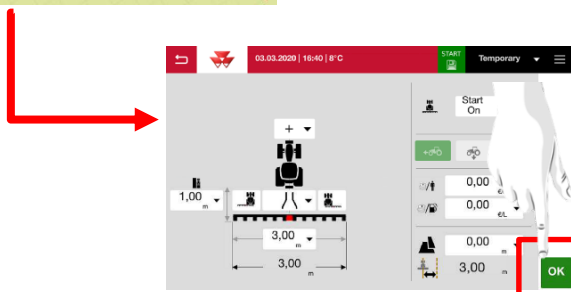 03.03.2020 | 16:40 | 8°C
START
Temporary
Start
On
+
1,00 m
0,00
0,00 €/L
3,00 m
0,00 m
3,00 m
3,00 m
OK